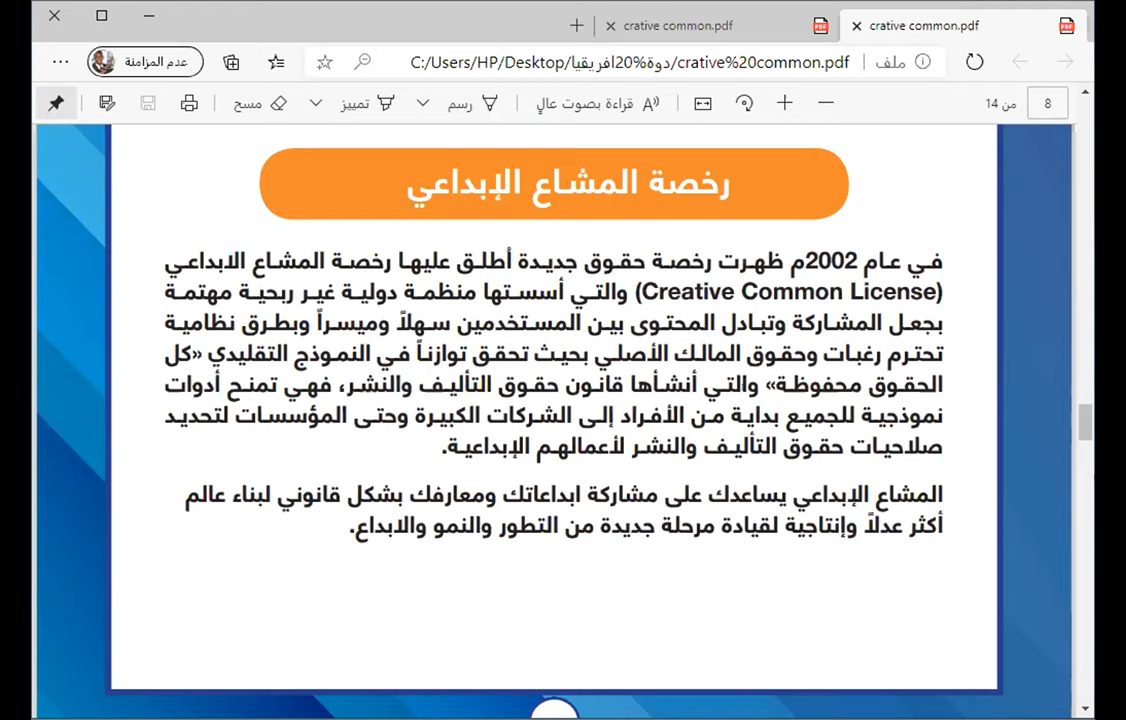 crative common.pdf
crative common.pdf
عدم المزامنة
C:/Users/HP/Desktop/دوة%20افريقيا/crative%20common.pdf
ملف
مسح
تمييز
رسم
قراءة بصوت عالٍ
من 14
8
رخصة المشاع الإبداعي
في عام 2002م ظهرت رخصة حقوق جديدة أطلق عليها رخصة المشاع الابداعي
(Creative Common License) والتي أسستها منظمة دولية غير ربحية مهتمة
بجعل المشاركة وتبادل المحتوى بين المستخدمين سهلاً وميسراً وبطرق نظامية
تحترم رغبات وحقوق المالك الأصلي بحيث تحقق توازناً في النموذج التقليدي «كل
الحقوق محفوظة» والتي أنشأها قانون حقوق التأليف والنشر، فهي تمنح أدوات
نموذجية للجميع بداية من الأفراد إلى الشركات الكبيرة وحتى المؤسسات لتحديد
صلاحيات حقوق التأليف والنشر لأعمالهم الإبداعية.
المشاع الإبداعي يساعدك على مشاركة ابداعاتك ومعارفك بشكل قانوني لبناء عالم
أكثر عدلاً وإنتاجية لقيادة مرحلة جديدة من التطور والنمو والابداع.